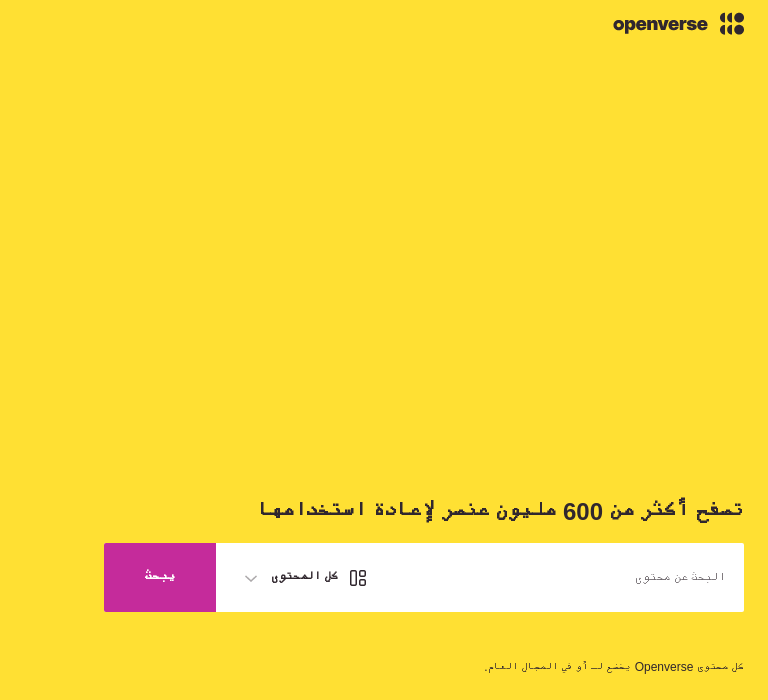 openverse
تصفح أكثر من 600 مليون عنصر لإعادة استخدامها
البحث عن محتوى
كل المحتوى
يبحث
كل محتوى Openverse يخضع لـ أو في المجال العام.